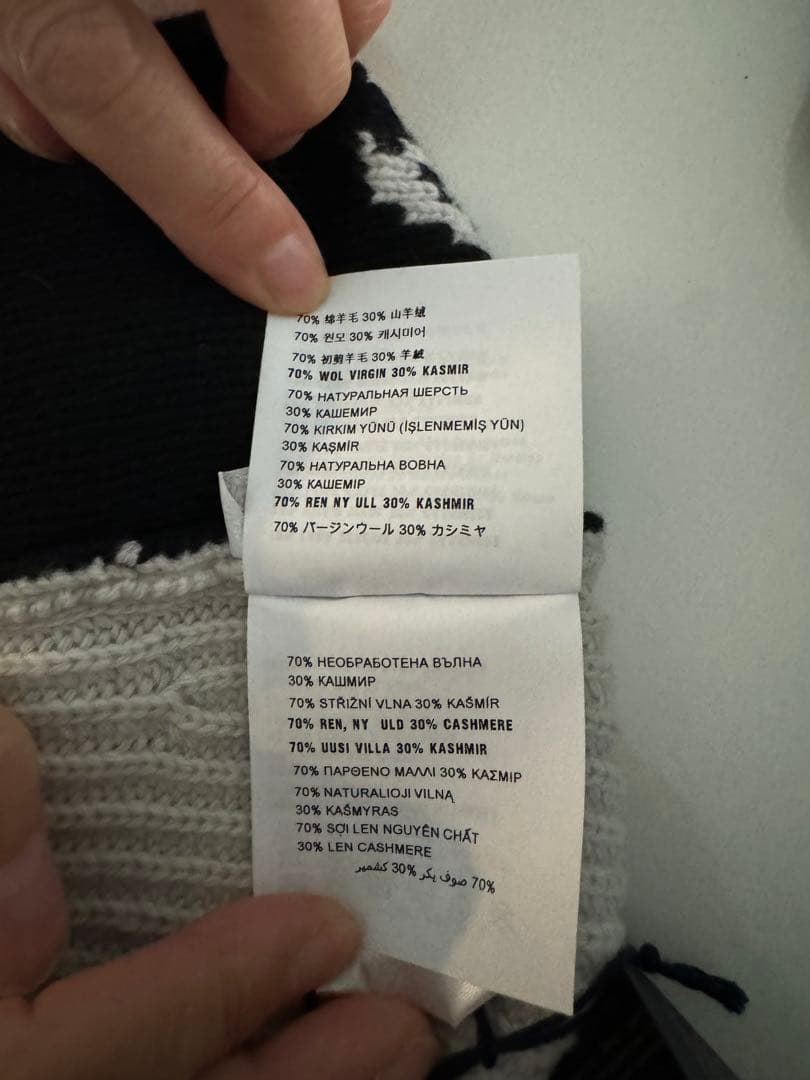 70% 绵羊毛 30% 山羊绒
70% 원모 30% 캐시미어
70% 初剪羊毛 30% 羊絨
70% WOL VIRGIN 30% KASMIR
70% НАТУРАЛЬНАЯ ШЕРСТЬ
30% КАШЕМИР
70% KIRKIM YÜNÜ (İŞLENMEMİŞ YÜN)
30% KAŞMİR
70% НАТУРАЛЬНА ВОВНА
30% КАШЕМІР
70% REN NY ULL 30% KASHMIR
70% バージンウール 30% カシミヤ
70% НЕОБРАБОТЕНА ВЪЛНА
30% КАШМИР
70% STŘIŽNÍ VLNA 30% KAŠMÍR
70% REN, NY ULD 30% CASHMERE
70% UUSI VILLA 30% KASHMIR
70% ΠΑΡΘΕΝΟ ΜΑΛΛΙ 30% ΚΑΣΜΙΡ
70% NATURALIOJI VILNĄ
30% KAŠMYRAS
70% SỢI LEN NGUYÊN CHẤT
30% LEN CASHMERE
70% صوف بكر 30% كشمير